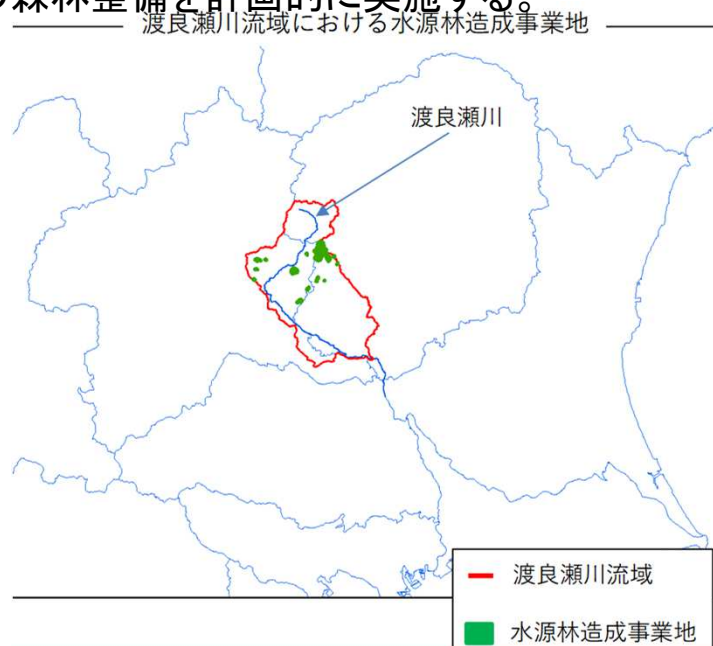 森林整備を計画的に実施する。
渡良瀬川流域における水源林造成事業地
渡良瀬川
渡良瀬川流域
水源林造成事業地